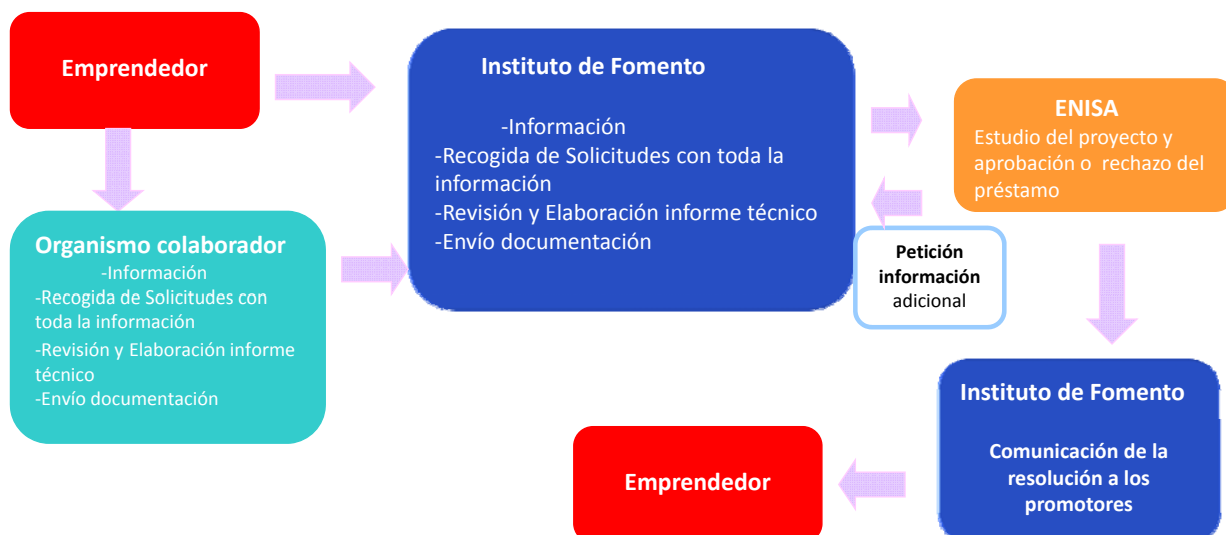 Emprendedor
Instituto de Fomento
-Información
-Recogida de Solicitudes con toda la
información
-Revisión y Elaboración informe técnico
-Envío documentación
ENISA
Estudio del proyecto y
aprobación o rechazo del
préstamo
Organismo colaborador
-Información
-Recogida de Solicitudes con
toda la información
-Revisión y Elaboración informe
técnico
-Envío documentación
Petición
información
adicional
Instituto de Fomento
Comunicación de la
resolución a los
promotores
Emprendedor